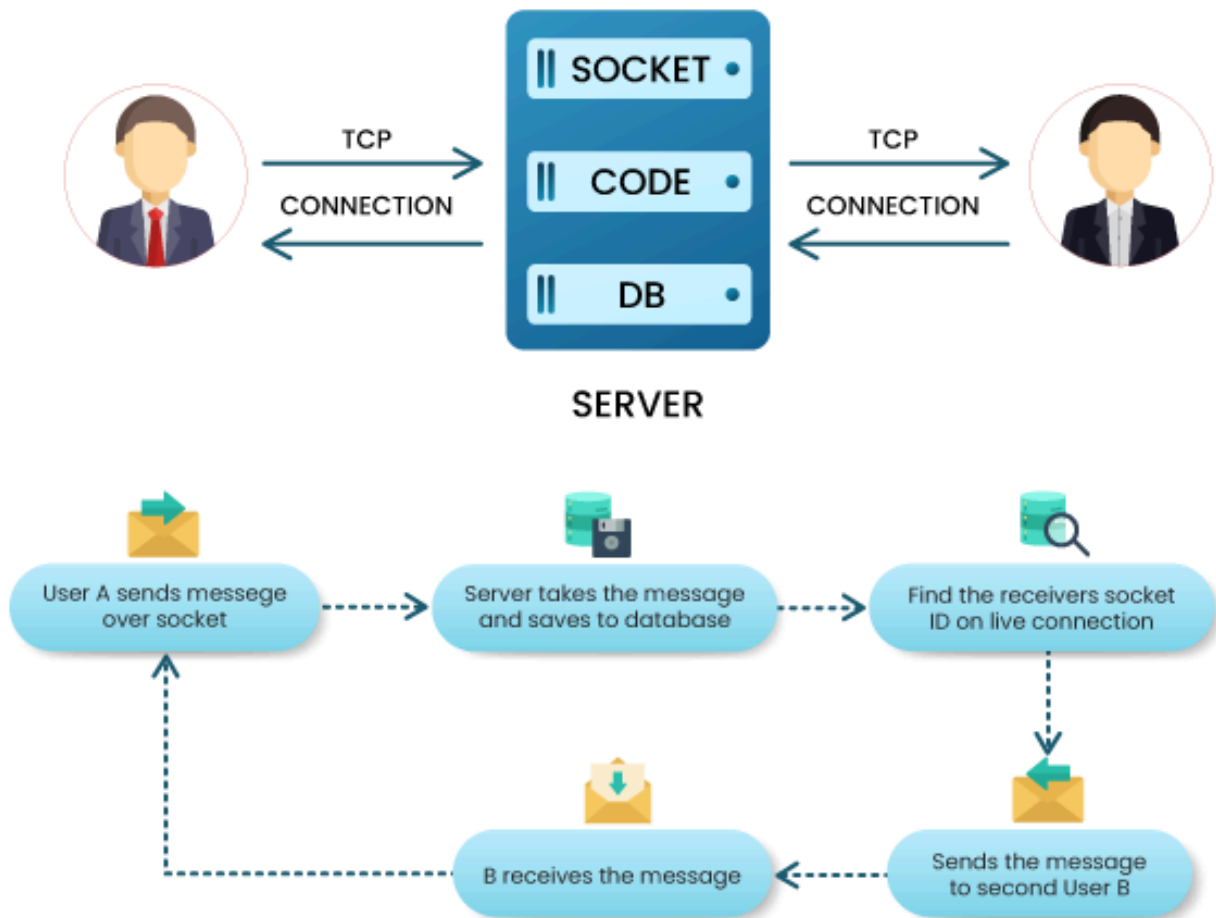 SOCKET
TCP
CONNECTION
CODE
TCP
CONNECTION
DB
SERVER
User A sends messege
over socket
Server takes the message
and saves to database
Find the receivers socket
ID on live connection
B receives the message
Sends the message
to second User B